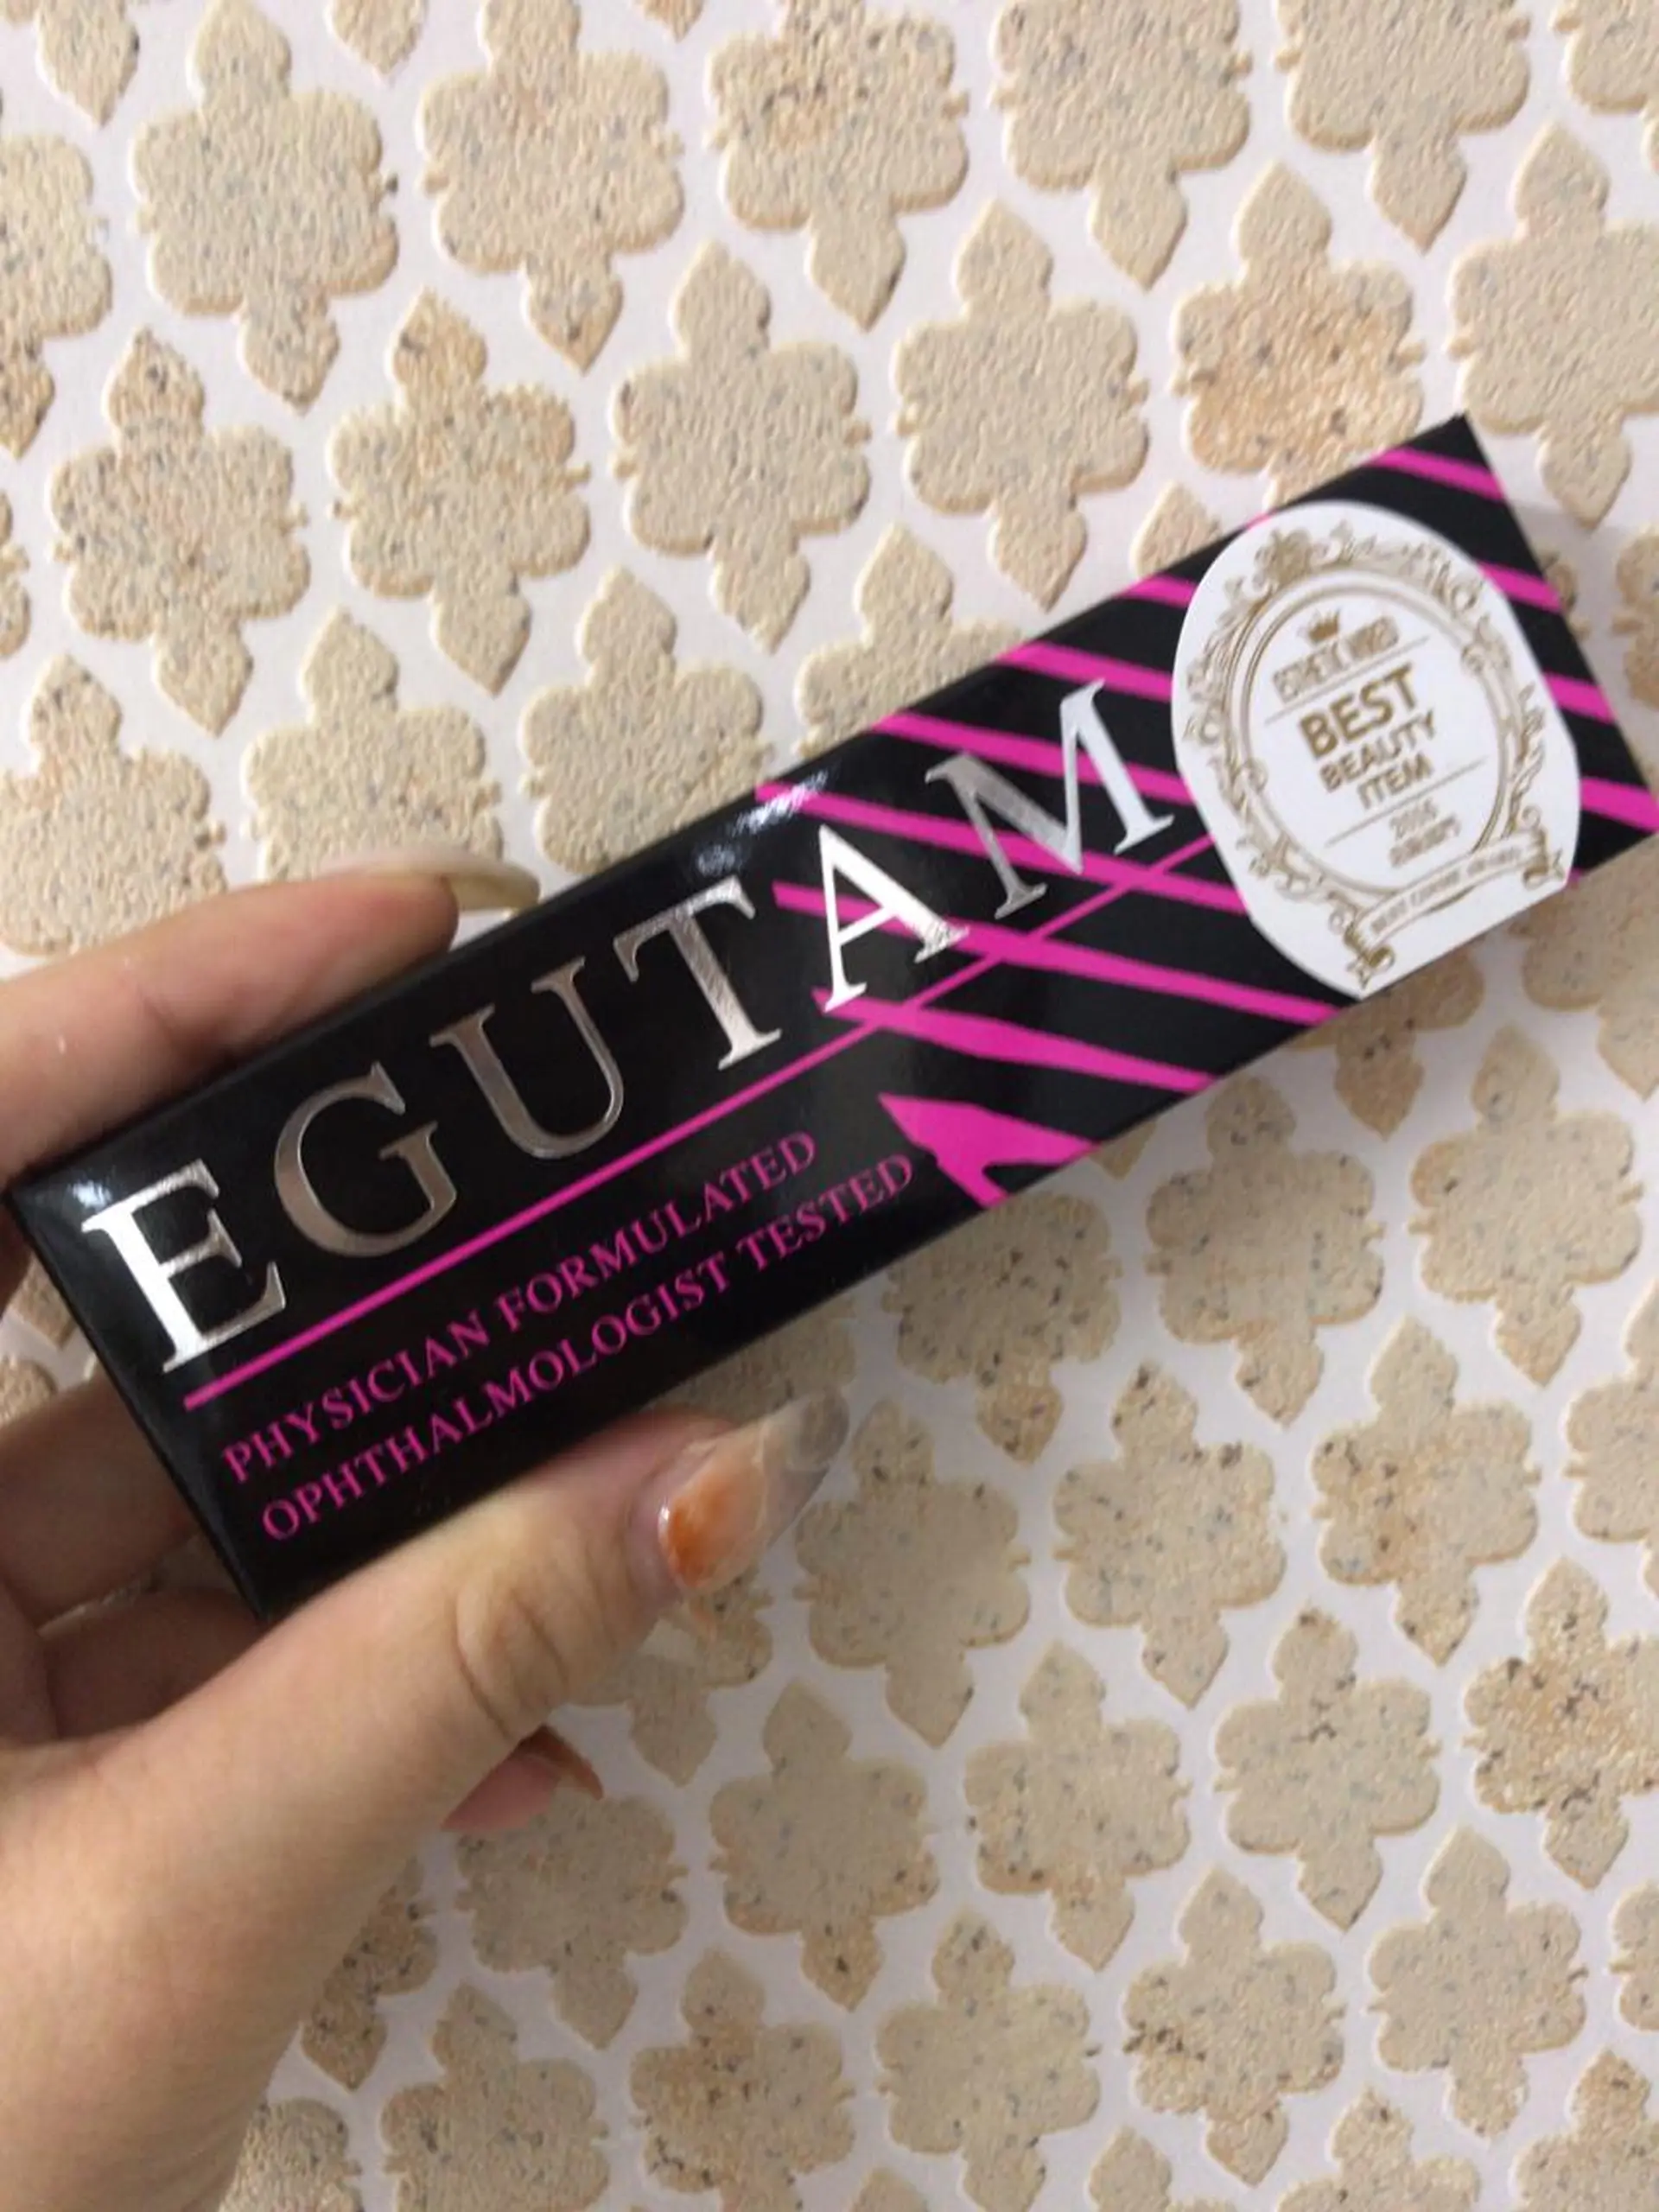 EGUTAM
PHYSICIAN FORMULATED
OPHTHALMOLOGIST TESTED
BEST
BEAUTY
ITEM